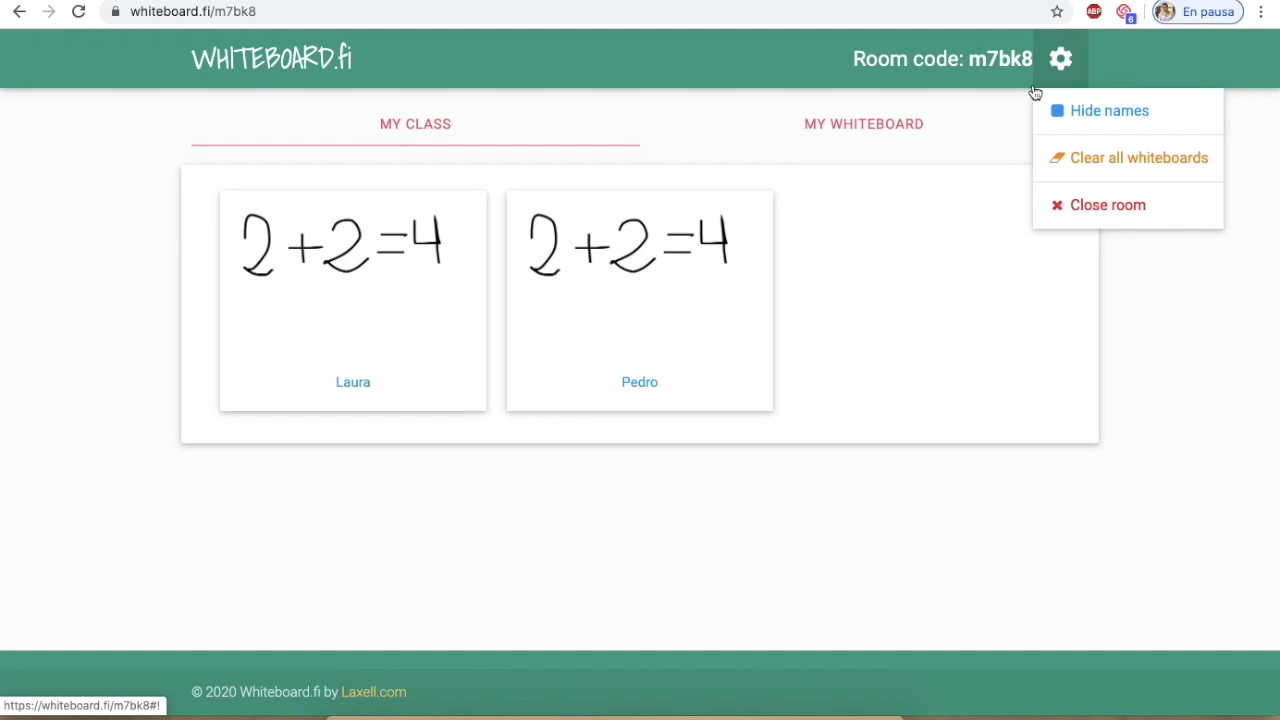 whiteboard.fi/m7bk8
ABP
6
En pausa
WHITEBOARD.fi
Room code: m7bk8
Hide names
Clear all whiteboards
Close room
MY CLASS
MY WHITEBOARD
2+2=4
Laura
2+2=4
Pedro
© 2020 Whiteboard.fi by Laxell.com
https://whiteboard.fi/m7bk8#!